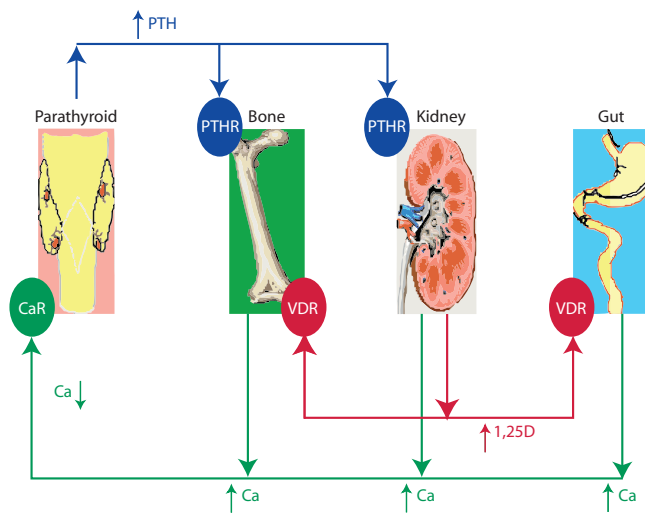 PTH
Parathyroid
Bone
Kidney
Gut
PTHR
PTHR
CaR
VDR
VDR
Ca
1,25D
Ca
Ca
Ca